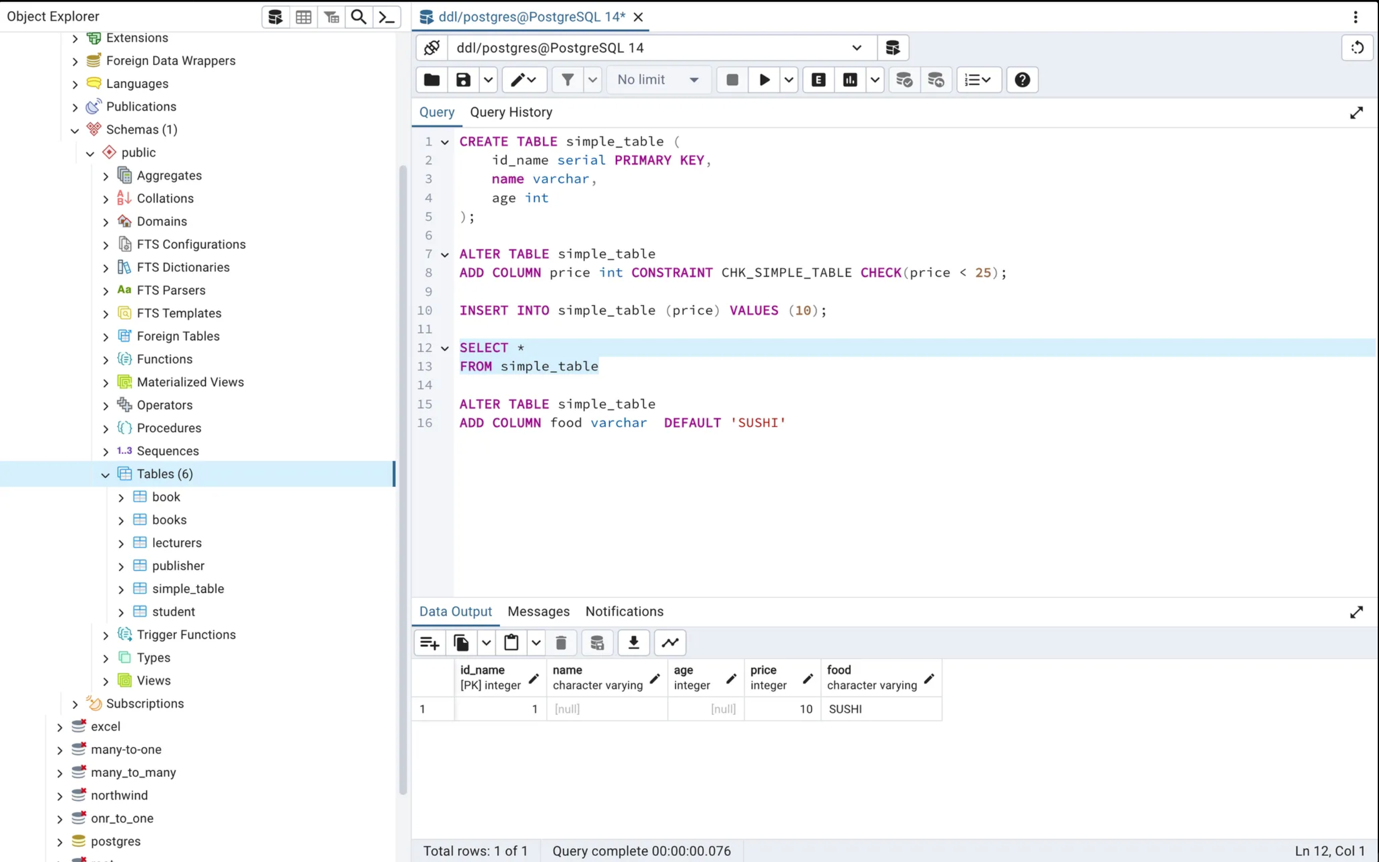 Object Explorer
Extensions
Foreign Data Wrappers
Languages
Publications
Schemas (1)
public
Aggregates
Collations
Domains
FTS Configurations
FTS Dictionaries
Aa FTS Parsers
FTS Templates
Foreign Tables
Functions
Materialized Views
Operators
Procedures
1..3 Sequences
Tables (6)
book
books
lecturers
publisher
simple_table
student
Trigger Functions
Types
Views
Subscriptions
excel
many-to-one
many_to_many
northwind
onr_to_one
postgres
ddl/postgres@PostgreSQL 14*
ddl/postgres@PostgreSQL 14
No limit
E
Query Query History
1 CREATE TABLE simple_table (
2 id_name serial PRIMARY KEY,
3 name varchar,
4 age int
5 );
6
7 ALTER TABLE simple_table
8 ADD COLUMN price int CONSTRAINT CHK_SIMPLE_TABLE CHECK(price < 25);
9
10 INSERT INTO simple_table (price) VALUES (10);
11
12 SELECT *
13 FROM simple_table
14
15 ALTER TABLE simple_table
16 ADD COLUMN food varchar  DEFAULT 'SUSHI'
Data Output Messages Notifications
id_name name age price food
[PK] integer character varying integer integer character varying
1 1 [null] [null] 10 SUSHI
Total rows: 1 of 1 Query complete 00:00:00.076 Ln 12, Col 1